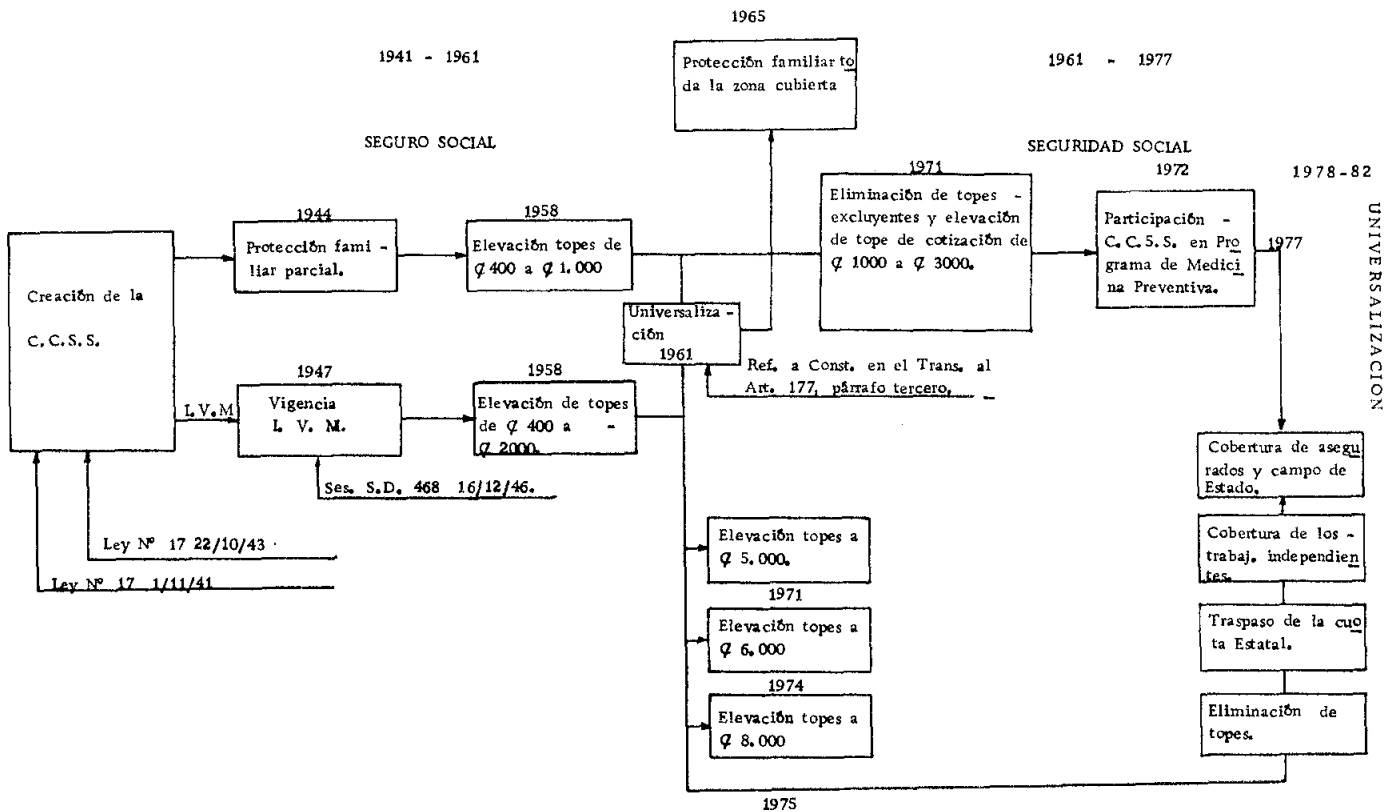 1965
1941 - 1961
Protección familiar to
da la zona cubierta
1961 - 1977
SEGURO SOCIAL
SEGURIDAD SOCIAL
1978-82
UNIVERSALIZACION
1944
Protección fami -
liar parcial.
1958
Elevación topes de
₡ 400 a ₡ 1.000
1971
Eliminación de topes -
excluyentes y elevación
de tope de cotización de
₡ 1000 a ₡ 3000.
1972
Participación -
C.C.S.S. en Pro
grama de Medici
na Preventiva.
1977
Creación de la
C.C.S.S.
Universaliza -
ción
1961
Ref. a Const. en el Trans. al
Art. 177, párrafo tercero.
I.V.M
1947
Vigencia
I. V. M.
1958
Elevación de topes
de ₡ 400 a -
₡ 2000.
Ses. S.D. 468 16/12/46.
Ley Nº 17 22/10/43
Ley Nº 17 1/11/41
Elevación topes a
₡ 5.000.
1971
Elevación topes a
₡ 6.000
1974
Elevación topes a
₡ 8.000
1975
Cobertura de asegu
rados y campo de
Estado.
Cobertura de los -
trabaj. independien
tes.
Traspaso de la cuo
ta Estatal.
Eliminación de
topes.